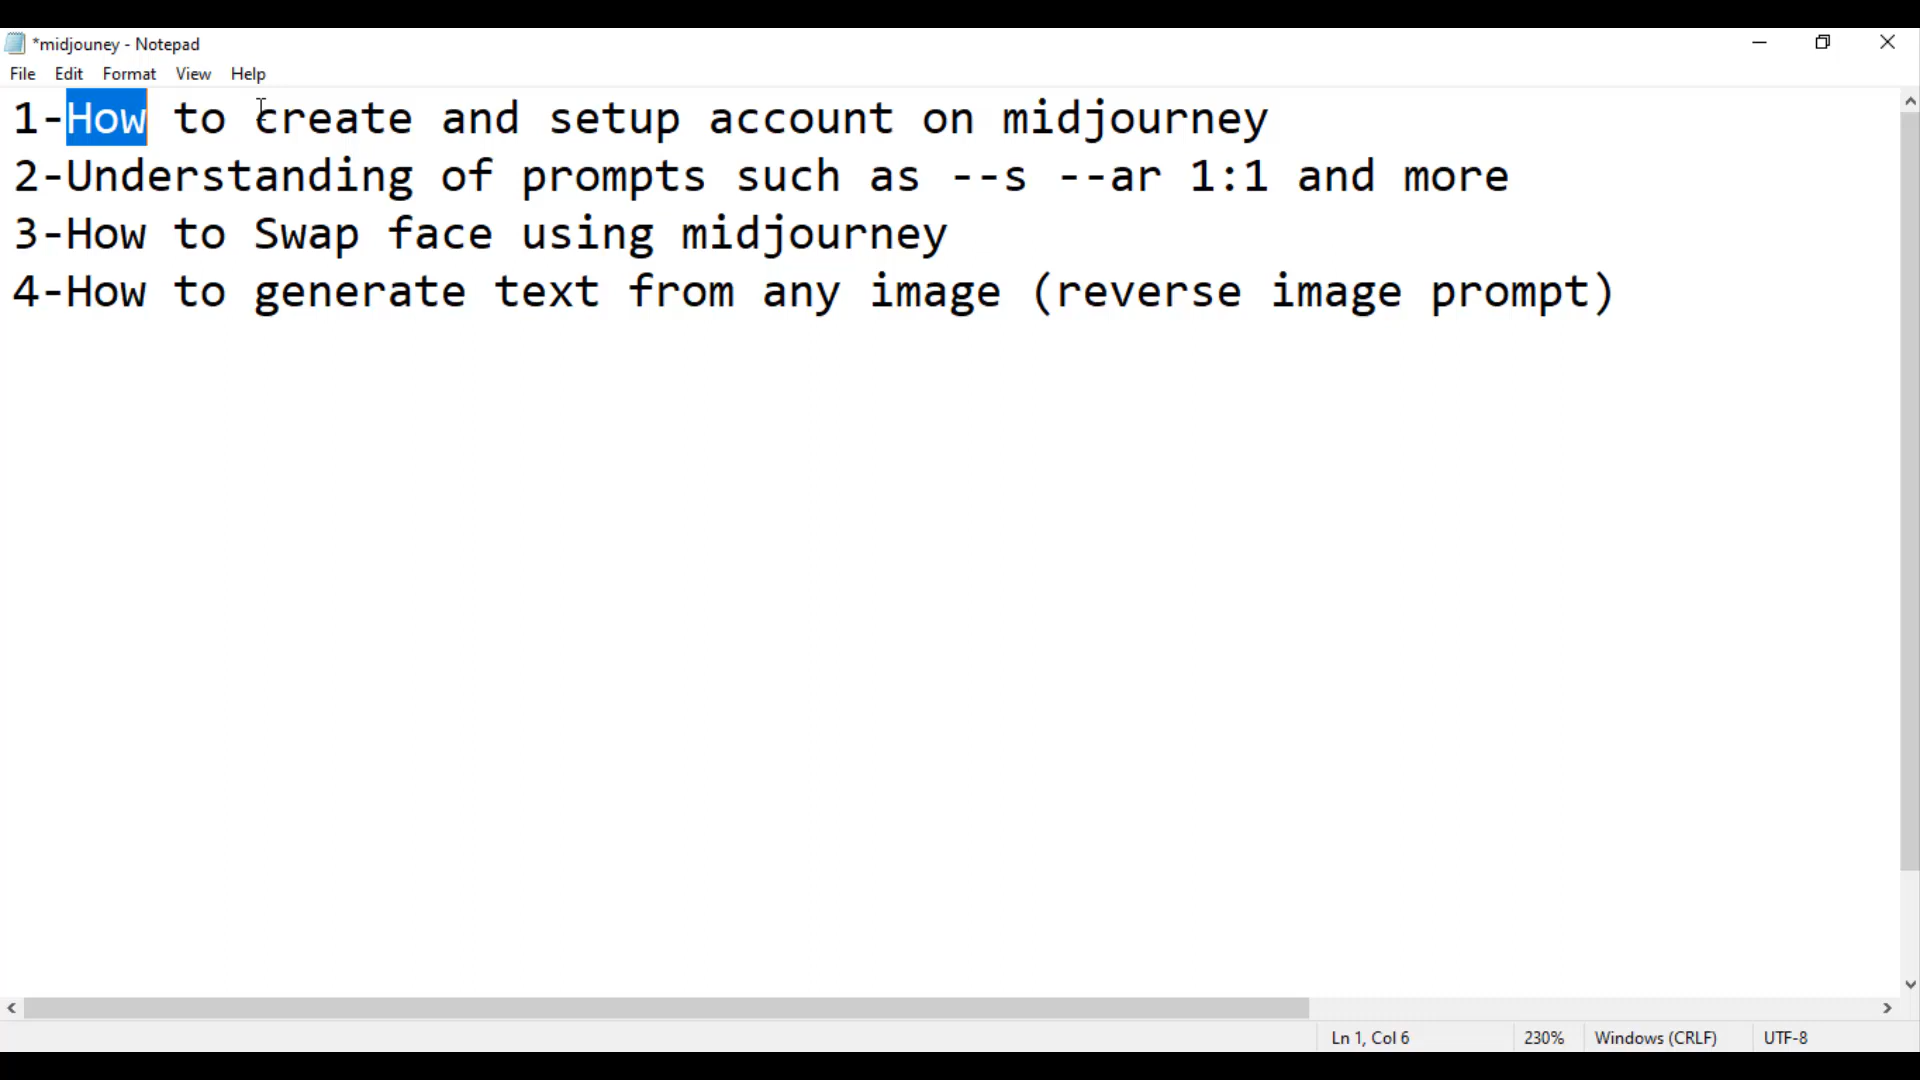 *midjouney - Notepad
File Edit Format View Help
1-How to create and setup account on midjourney
2-Understanding of prompts such as --s --ar 1:1 and more
3-How to Swap face using midjourney
4-How to generate text from any image (reverse image prompt)
Ln 1, Col 6 230% Windows (CRLF) UTF-8